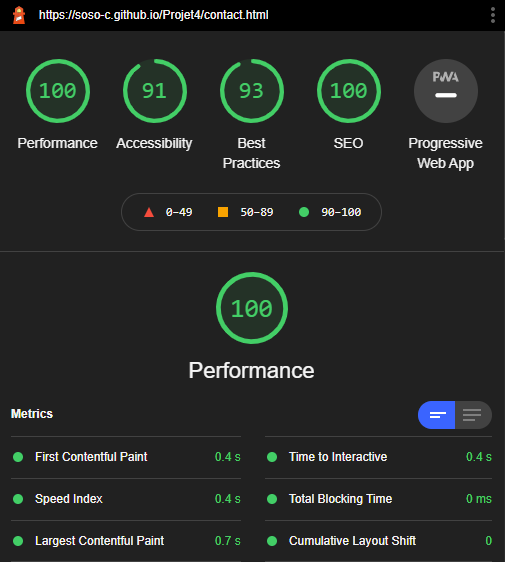 https://soso-c.github.io/Projet4/contact.html
100 91 93 100 PWA
Performance Accessibility Best Practices SEO Progressive Web App
0–49 50–89 90–100
100
Performance
Metrics
First Contentful Paint 0.4 s Time to Interactive 0.4 s
Speed Index 0.4 s Total Blocking Time 0 ms
Largest Contentful Paint 0.7 s Cumulative Layout Shift 0